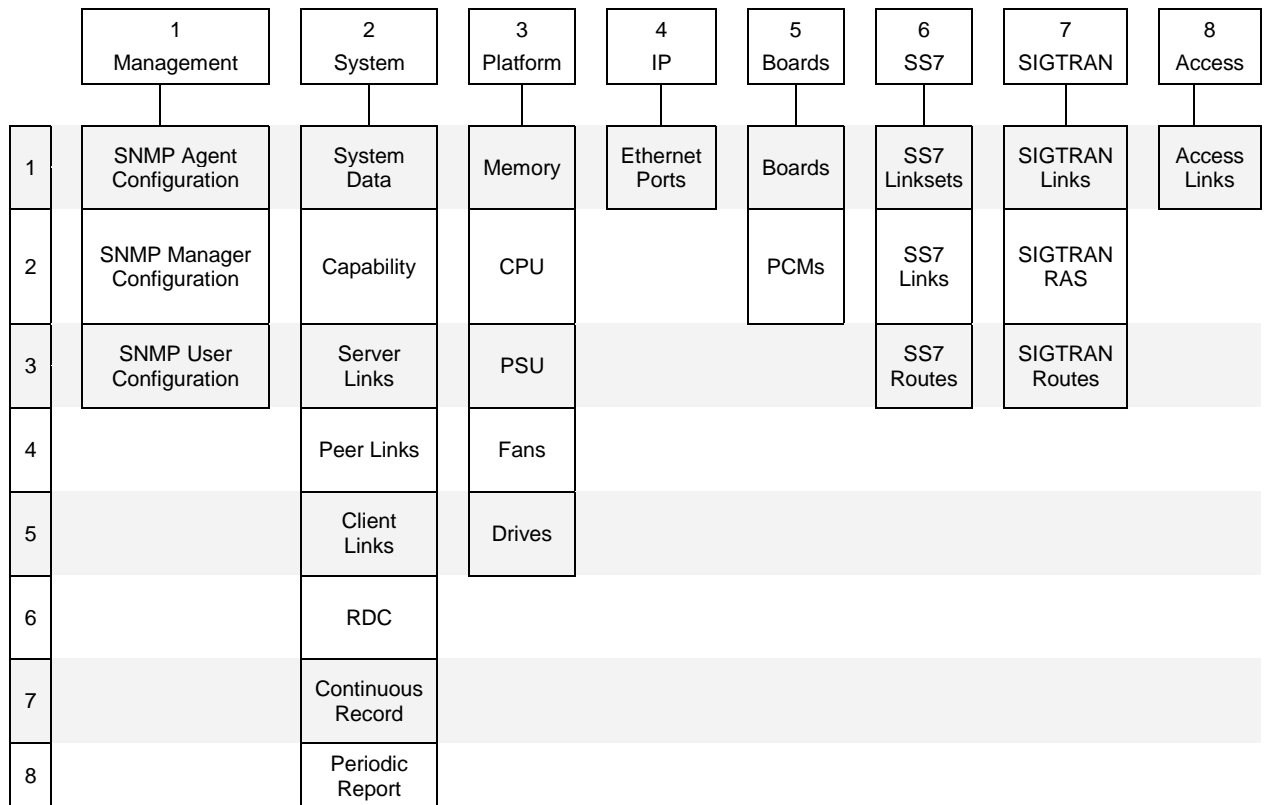 1
Management
2
System
3
Platform
4
IP
5
Boards
6
SS7
7
SIGTRAN
8
Access
1
SNMP Agent
Configuration
System
Data
Memory
Ethernet
Ports
Boards
SS7
Linksets
SIGTRAN
Links
Access
Links
2
SNMP Manager
Configuration
Capability
CPU
PCMs
SS7
Links
SIGTRAN
RAS
3
SNMP User
Configuration
Server
Links
PSU
SS7
Routes
SIGTRAN
Routes
4
Peer Links
Fans
5
Client
Links
Drives
6
RDC
7
Continuous
Record
8
Periodic
Report